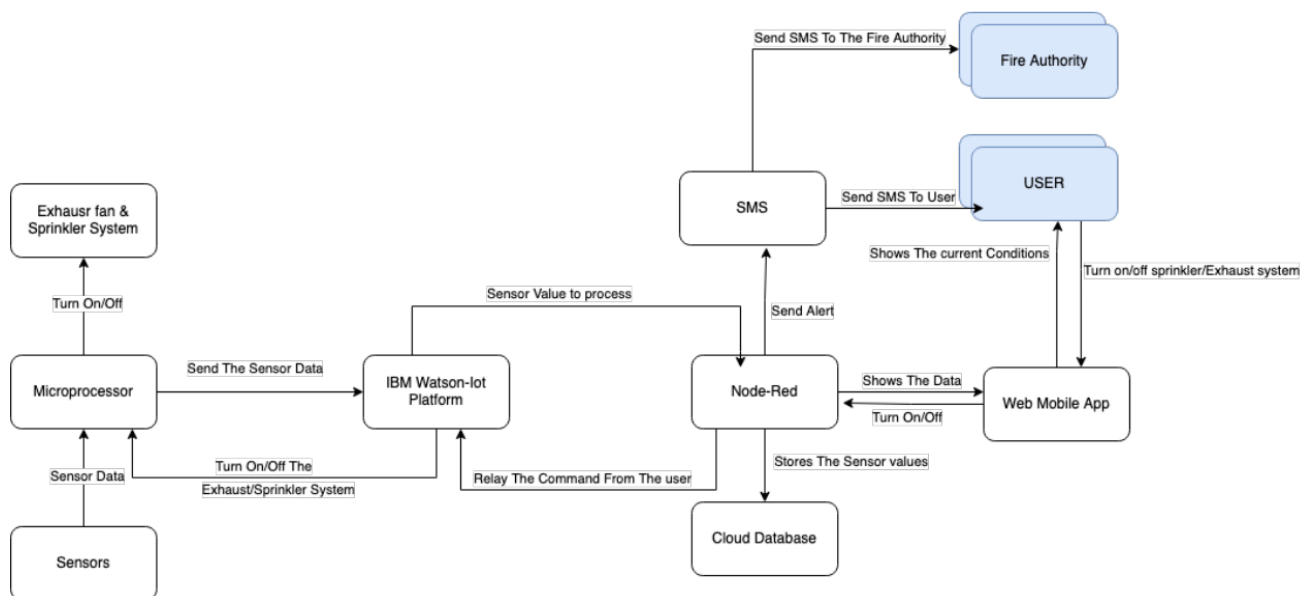 Send SMS To The Fire Authority
Fire Authority
USER
SMS
Send SMS To User
Exhausr fan &
Sprinkler System
Shows The current Conditions
Turn on/off sprinkler/Exhaust system
Turn On/Off
Sensor Value to process
Send Alert
Microprocessor
Send The Sensor Data
IBM Watson-Iot
Platform
Node-Red
Shows The Data
Turn On/Off
Web Mobile App
Sensor Data
Turn On/Off The
Exhaust/Sprinkler System
Relay The Command From The user
Stores The Sensor values
Cloud Database
Sensors